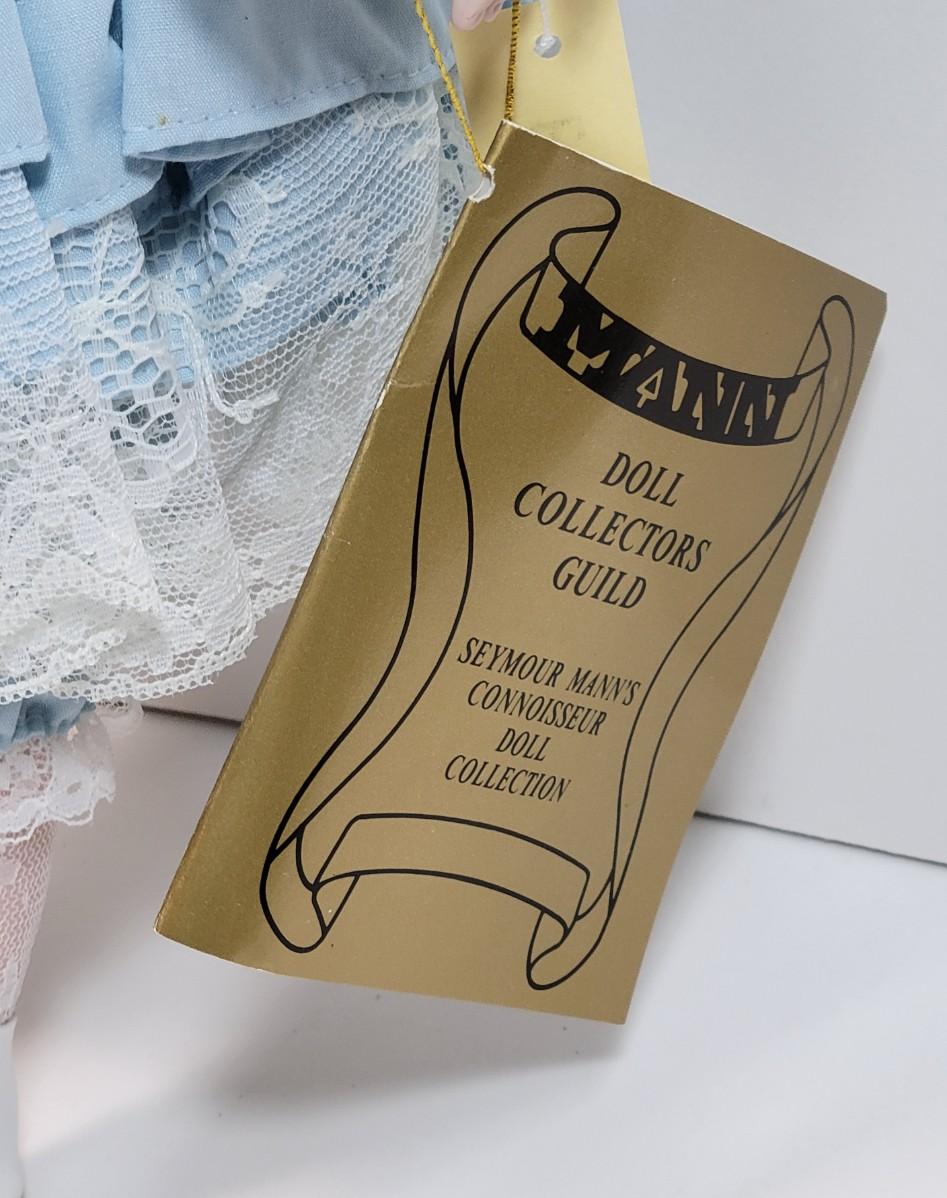 MANN
DOLL
COLLECTORS
GUILD
SEYMOUR MANN'S
CONNOISSEUR
DOLL
COLLECTION